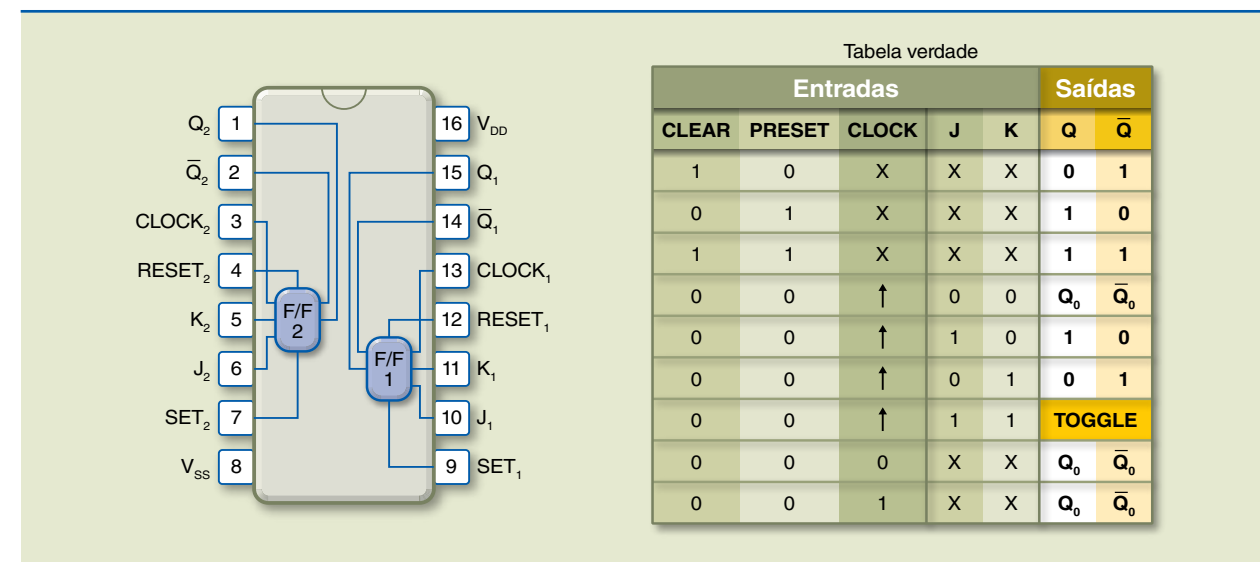 Tabela verdade
Entradas Saídas
CLEAR PRESET CLOCK J K Q Q̅
1 0 X X X 0 1
0 1 X X X 1 0
1 1 X X X 1 1
0 0 ↑ 0 0 Q₀ Q̅₀
0 0 ↑ 1 0 1 0
0 0 ↑ 0 1 0 1
0 0 ↑ 1 1 TOGGLE
0 0 0 X X Q₀ Q̅₀
0 0 1 X X Q₀ Q̅₀
Q₂ 1
Q̅₂ 2
CLOCK₂ 3
RESET₂ 4
K₂ 5
J₂ 6
SET₂ 7
V_SS 8
F/F
2
F/F
1
16 V_DD
15 Q₁
14 Q̅₁
13 CLOCK₁
12 RESET₁
11 K₁
10 J₁
9 SET₁